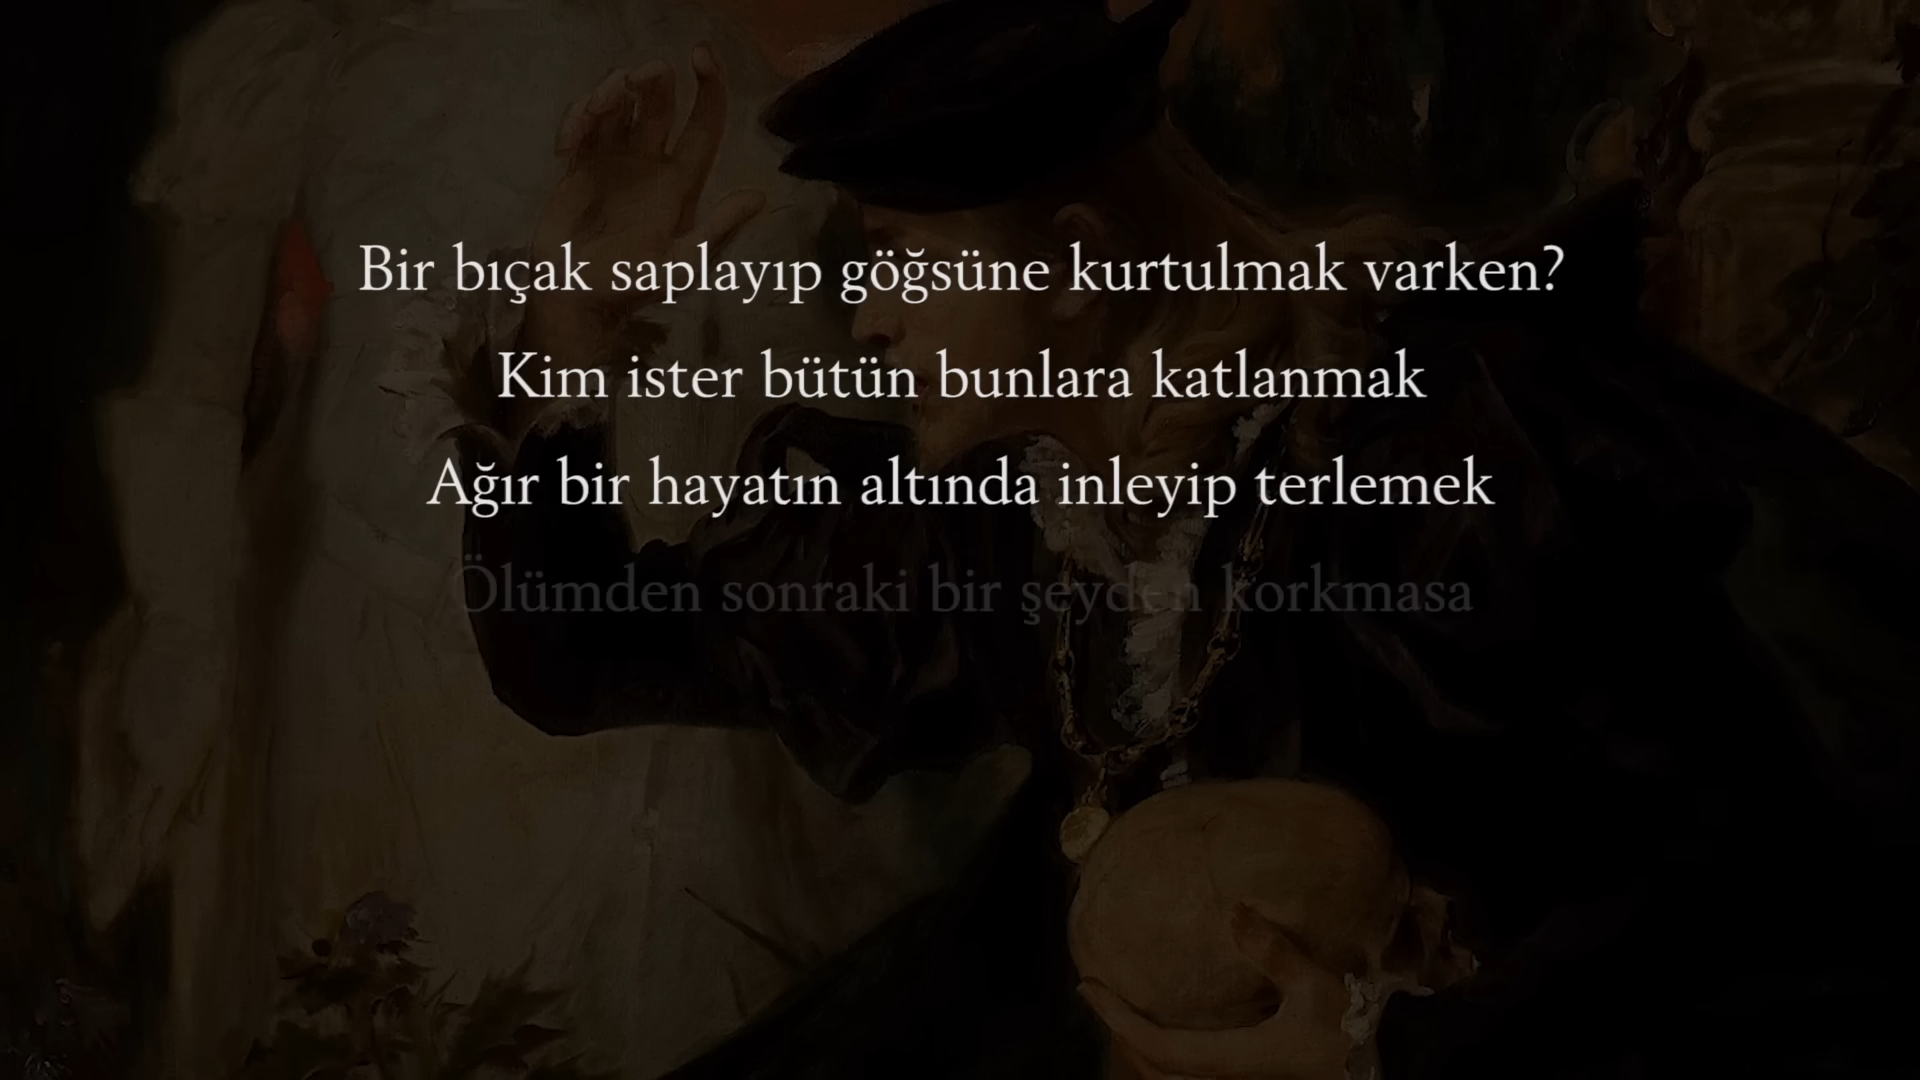 Bir bıçak saplayıp göğsüne kurtulmak varken?
Kim ister bütün bunlara katlanmak
Ağır bir hayatın altında inleyip terlemek
Ölümden sonraki bir şeyden korkmasa